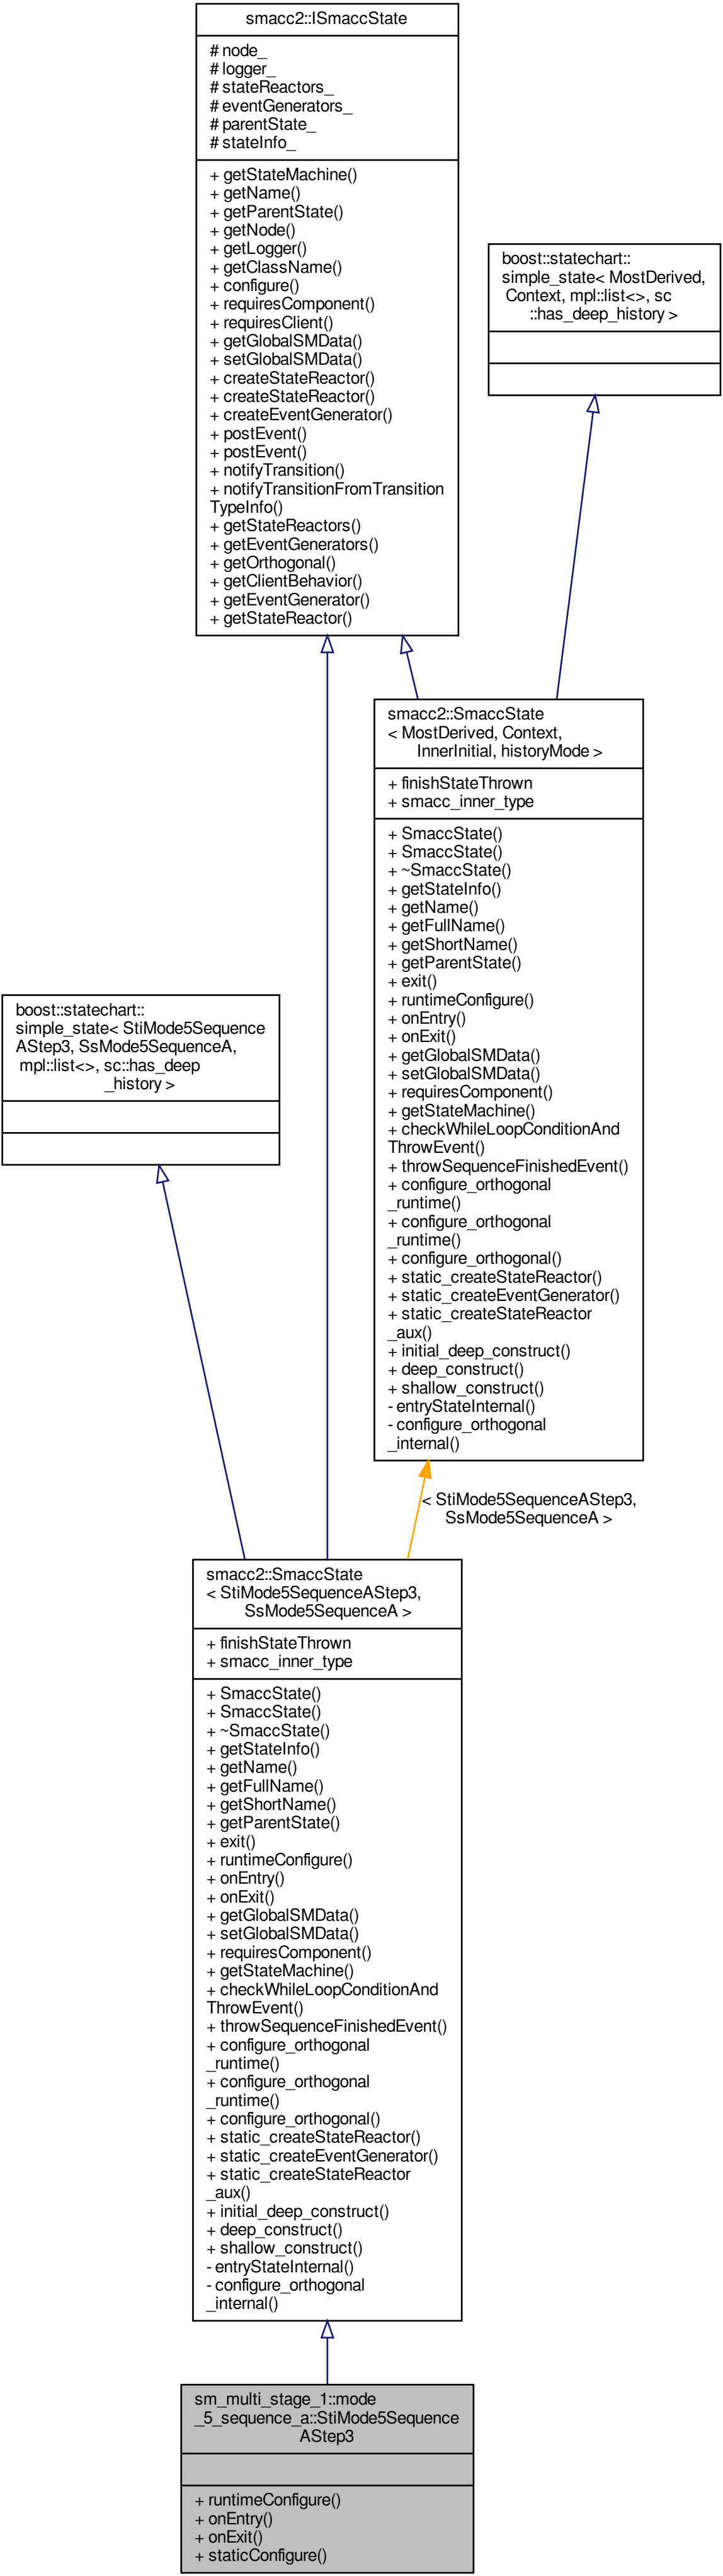 smacc2::ISmaccState
# node_
# logger_
# stateReactors_
# eventGenerators_
# parentState_
# stateInfo_
+ getStateMachine()
+ getName()
+ getParentState()
+ getNode()
+ getLogger()
+ getClassName()
+ configure()
+ requiresComponent()
+ requiresClient()
+ getGlobalSMData()
+ setGlobalSMData()
+ createStateReactor()
+ createStateReactor()
+ createEventGenerator()
+ postEvent()
+ postEvent()
+ notifyTransition()
+ notifyTransitionFromTransition
TypeInfo()
+ getStateReactors()
+ getEventGenerators()
+ getOrthogonal()
+ getClientBehavior()
+ getEventGenerator()
+ getStateReactor()
boost::statechart::
simple_state< MostDerived,
Context, mpl::list<>, sc
::has_deep_history >
smacc2::SmaccState
< MostDerived, Context,
InnerInitial, historyMode >
+ finishStateThrown
+ smacc_inner_type
+ SmaccState()
+ SmaccState()
+ ~SmaccState()
+ getStateInfo()
+ getName()
+ getFullName()
+ getShortName()
+ getParentState()
+ exit()
+ runtimeConfigure()
+ onEntry()
+ onExit()
+ getGlobalSMData()
+ setGlobalSMData()
+ requiresComponent()
+ getStateMachine()
+ checkWhileLoopConditionAnd
ThrowEvent()
+ throwSequenceFinishedEvent()
+ configure_orthogonal
_runtime()
+ configure_orthogonal
_runtime()
+ configure_orthogonal()
+ static_createStateReactor()
+ static_createEventGenerator()
+ static_createStateReactor
_aux()
+ initial_deep_construct()
+ deep_construct()
+ shallow_construct()
- entryStateInternal()
- configure_orthogonal
_internal()
boost::statechart::
simple_state< StiMode5Sequence
AStep3, SsMode5SequenceA,
mpl::list<>, sc::has_deep
_history >
< StiMode5SequenceAStep3,
SsMode5SequenceA >
smacc2::SmaccState
< StiMode5SequenceAStep3,
SsMode5SequenceA >
+ finishStateThrown
+ smacc_inner_type
+ SmaccState()
+ SmaccState()
+ ~SmaccState()
+ getStateInfo()
+ getName()
+ getFullName()
+ getShortName()
+ getParentState()
+ exit()
+ runtimeConfigure()
+ onEntry()
+ onExit()
+ getGlobalSMData()
+ setGlobalSMData()
+ requiresComponent()
+ getStateMachine()
+ checkWhileLoopConditionAnd
ThrowEvent()
+ throwSequenceFinishedEvent()
+ configure_orthogonal
_runtime()
+ configure_orthogonal
_runtime()
+ configure_orthogonal()
+ static_createStateReactor()
+ static_createEventGenerator()
+ static_createStateReactor
_aux()
+ initial_deep_construct()
+ deep_construct()
+ shallow_construct()
- entryStateInternal()
- configure_orthogonal
_internal()
sm_multi_stage_1::mode
_5_sequence_a::StiMode5Sequence
AStep3
+ runtimeConfigure()
+ onEntry()
+ onExit()
+ staticConfigure()